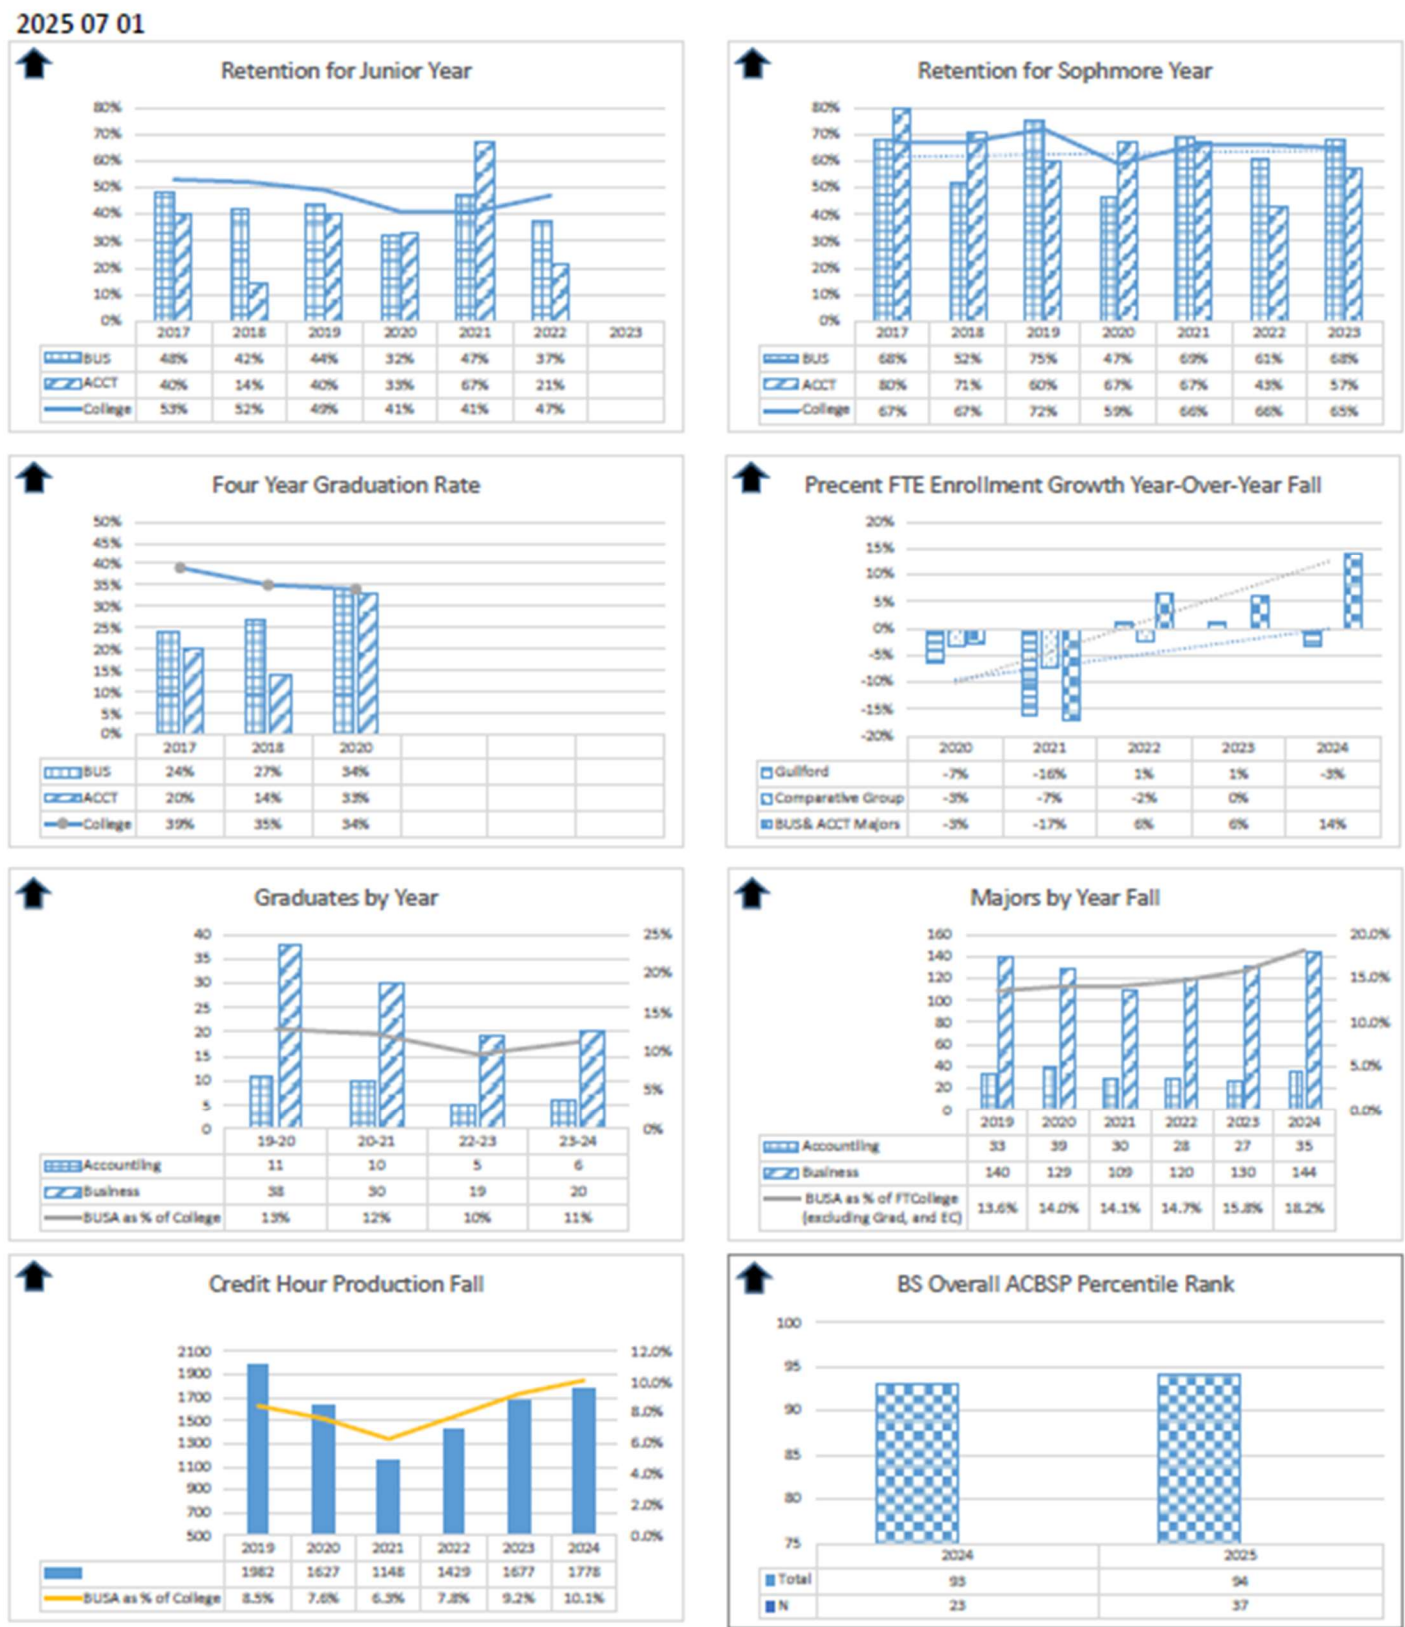 2025 07 01
Retention for Junior Year
80%
70%
60%
50%
40%
30%
20%
10%
0%
2017 2018 2019 2020 2021 2022 2023
BUS 48% 42% 44% 32% 47% 37%
ACCT 40% 14% 40% 33% 67% 21%
College 53% 52% 49% 41% 41% 47%
Retention for Sophmore Year
80%
70%
60%
50%
40%
30%
20%
10%
0%
2017 2018 2019 2020 2021 2022 2023
BUS 68% 52% 75% 47% 69% 61% 68%
ACCT 80% 71% 60% 67% 67% 43% 57%
College 67% 67% 72% 59% 66% 66% 65%
Four Year Graduation Rate
50%
45%
40%
35%
30%
25%
20%
15%
10%
5%
0%
2017 2018 2020
BUS 24% 27% 34%
ACCT 20% 14% 33%
College 39% 35% 34%
Precent FTE Enrollment Growth Year-Over-Year Fall
20%
15%
10%
5%
0%
-5%
-10%
-15%
-20%
2020 2021 2022 2023 2024
Guilford -7% -16% 1% 1% -3%
Comparative Group -3% -7% -2% 0%
BUS& ACCT Majors -3% -17% 6% 6% 14%
Graduates by Year
40 25%
35
30 20%
25 15%
20
15 10%
10
5 5%
0 0%
19-20 20-21 22-23 23-24
Accounting 11 10 5 6
Business 38 30 19 20
BUSA as % of College 13% 12% 10% 11%
Majors by Year Fall
160 20.0%
140
120 15.0%
100
80 10.0%
60
40 5.0%
20
0 0.0%
2019 2020 2021 2022 2023 2024
Accounting 33 39 30 28 27 35
Business 140 129 109 120 130 144
BUSA as % of FTCollege
(excluding Grad, and EC) 13.6% 14.0% 14.1% 14.7% 15.8% 18.2%
Credit Hour Production Fall
2100 12.0%
1900 10.0%
1700
1500 8.0%
1300 6.0%
1100 4.0%
900
700 2.0%
500 0.0%
2019 2020 2021 2022 2023 2024
1982 1627 1148 1429 1677 1778
BUSA as % of College 8.5% 7.6% 6.3% 7.8% 9.2% 10.1%
BS Overall ACBSP Percentile Rank
100
95
90
85
80
75
2024 2025
Total 93 94
N 23 37